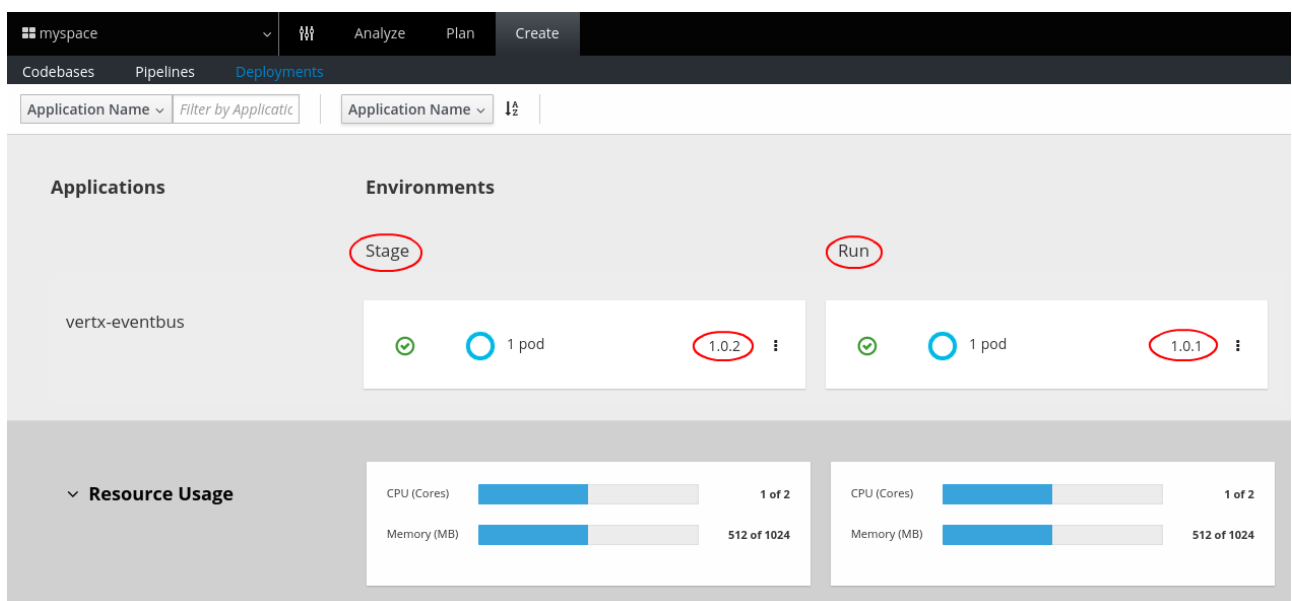 myspace Analyze Plan Create
Codebases Pipelines Deployments
Application Name Filter by Applicatic Application Name
Applications Environments
Stage Run
vertx-eventbus 1 pod 1.0.2 1 pod 1.0.1
Resource Usage CPU (Cores) 1 of 2 CPU (Cores) 1 of 2
Memory (MB) 512 of 1024 Memory (MB) 512 of 1024